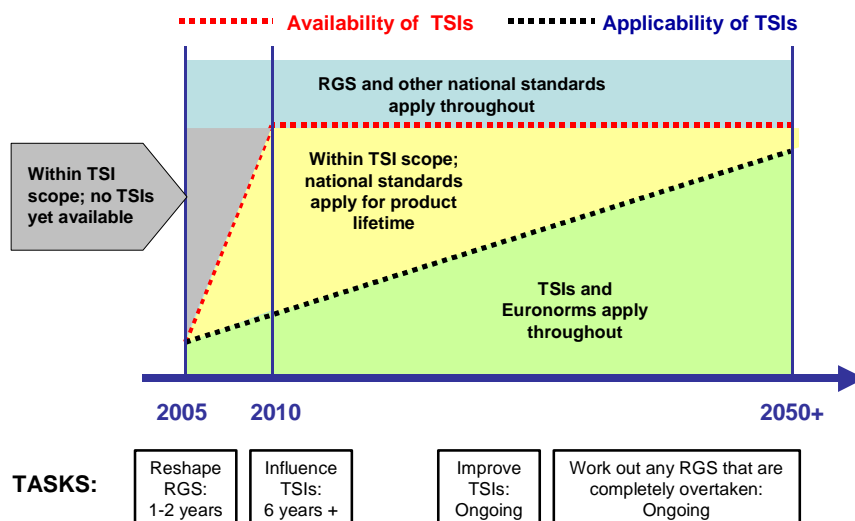 Availability of TSIs
Applicability of TSIs
RGS and other national standards
apply throughout
Within TSI
scope; no TSIs
yet available
Within TSI scope;
national standards
apply for product
lifetime
TSIs and
Euronorms apply
throughout
2005
2010
2050+
TASKS:
Reshape
RGS:
1-2 years
Influence
TSIs:
6 years +
Improve
TSIs:
Ongoing
Work out any RGS that are
completely overtaken:
Ongoing